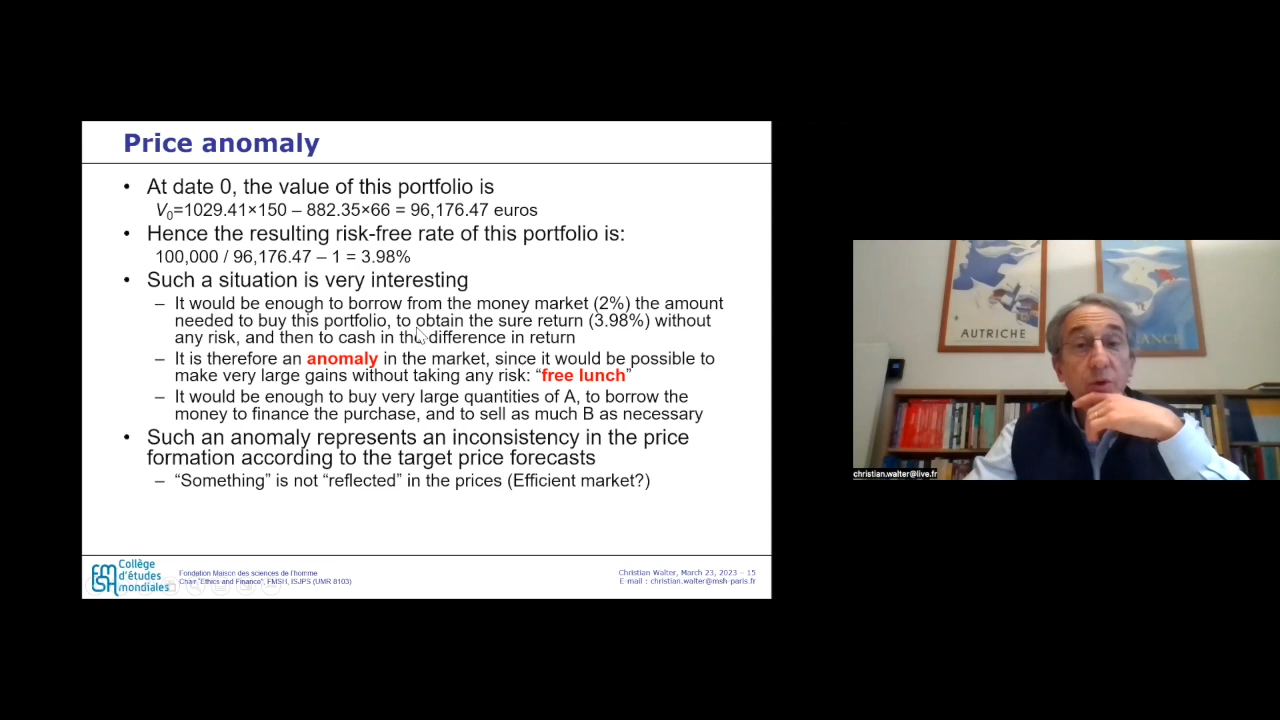 Price anomaly
• At date 0, the value of this portfolio is
V0=1029.41×150 – 882.35×66 = 96,176.47 euros
• Hence the resulting risk-free rate of this portfolio is:
100,000 / 96,176.47 – 1 = 3.98%
• Such a situation is very interesting
– It would be enough to borrow from the money market (2%) the amount
needed to buy this portfolio, to obtain the sure return (3.98%) without
any risk, and then to cash in the difference in return
– It is therefore an anomaly in the market, since it would be possible to
make very large gains without taking any risk: “free lunch”
– It would be enough to buy very large quantities of A, to borrow the
money to finance the purchase, and to sell as much B as necessary
• Such an anomaly represents an inconsistency in the price
formation according to the target price forecasts
– “Something” is not “reflected” in the prices (Efficient market?)
FMSH
Collège
d'études
mondiales
Fondation Maison des sciences de l'homme
Chair "Ethics and Finance", FMSH, ISJPS (UMR 8103)
Christian Walter, March 23, 2023 – 15
E-mail : christian.walter@msh-paris.fr
AUTRICHE
christian.walter@live.fr